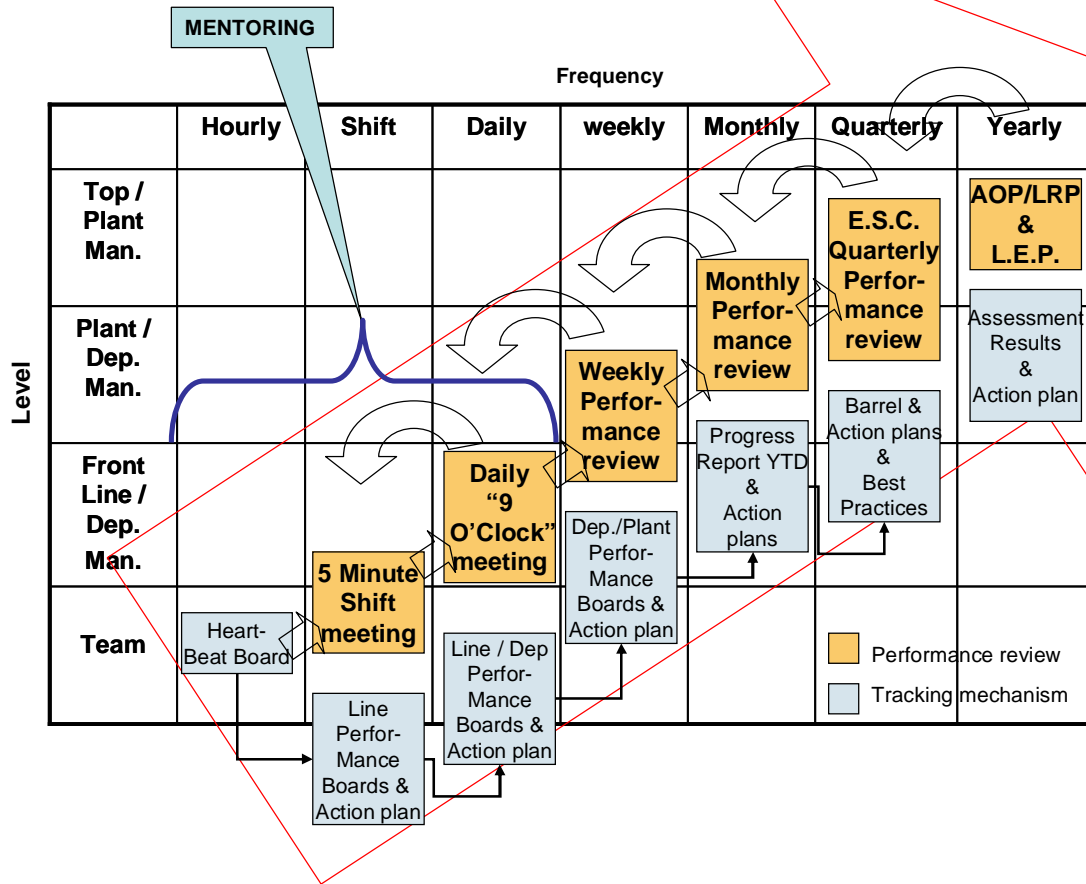 MENTORING
Frequency
Hourly
Shift
Daily
weekly
Monthly
Quarterly
Yearly
Level
Top /
Plant
Man.
E.S.C.
Quarterly
Perfor-
mance
review
AOP/LRP
&
L.E.P.
Monthly
Perfor-
mance
review
Assessment
Results
&
Action plan
Plant /
Dep.
Man.
Weekly
Perfor-
mance
review
Barrel &
Action plans
&
Best
Practices
Progress
Report YTD
&
Action
plans
Front
Line /
Dep.
Man.
Daily
“9
O’Clock”
meeting
Dep./Plant
Perfor-
Mance
Boards &
Action plan
5 Minute
Shift
meeting
Team
Heart-
Beat Board
Line / Dep
Perfor-
Mance
Boards &
Action plan
Line
Perfor-
Mance
Boards &
Action plan
Performance review
Tracking mechanism